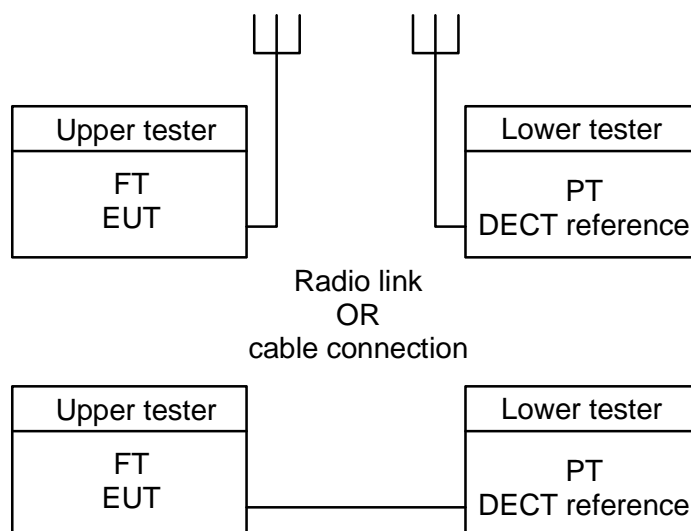 Upper tester
FT
EUT
Lower tester
PT
DECT reference
Radio link
OR
cable connection
Upper tester
FT
EUT
Lower tester
PT
DECT reference